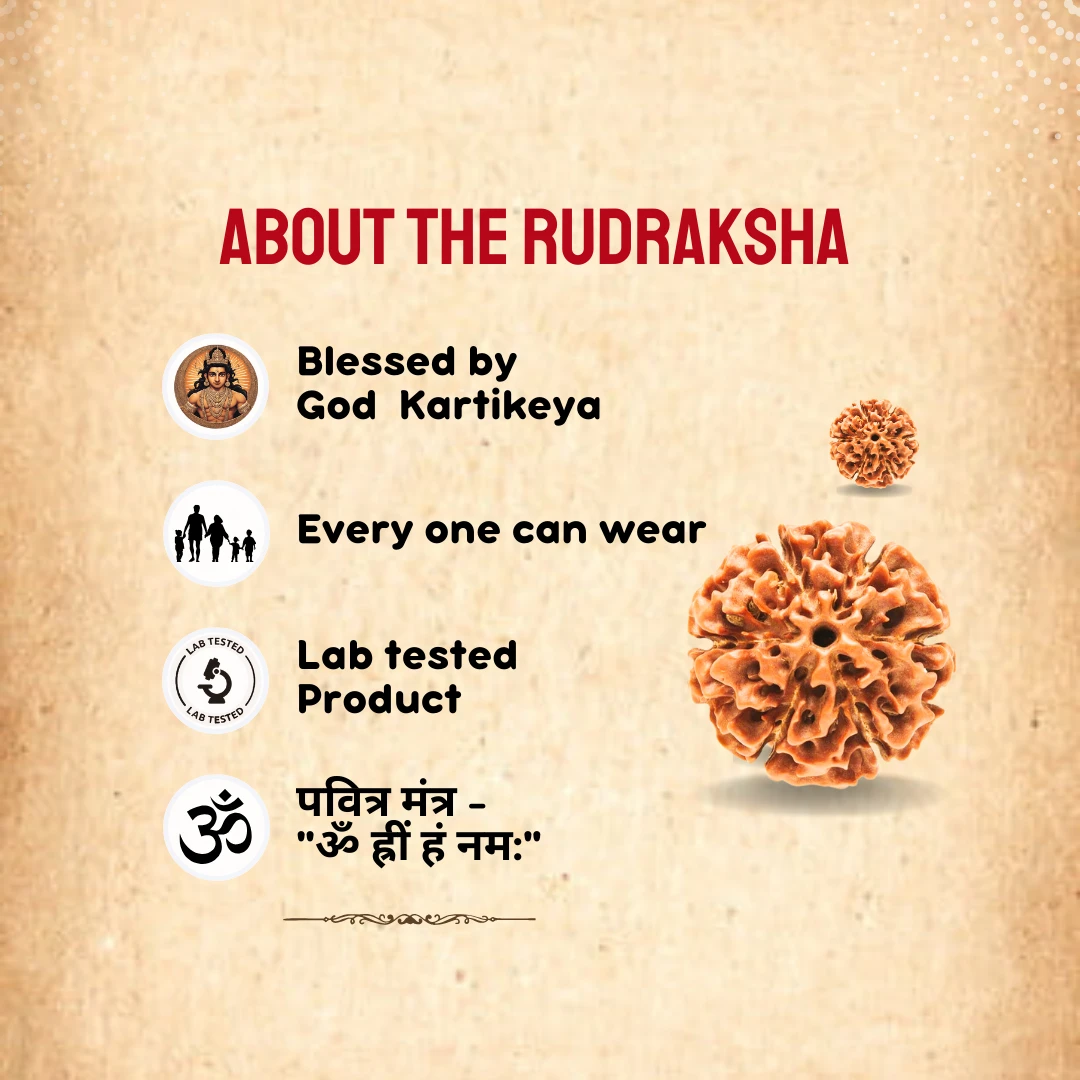 ABOUT THE RUDRAKSHA
Blessed by
God Kartikeya
Every one can wear
LAB TESTED
LAB TESTED
Lab tested
Product
पवित्र मंत्र -
"ॐ ह्रीं हं नम:"
ॐ